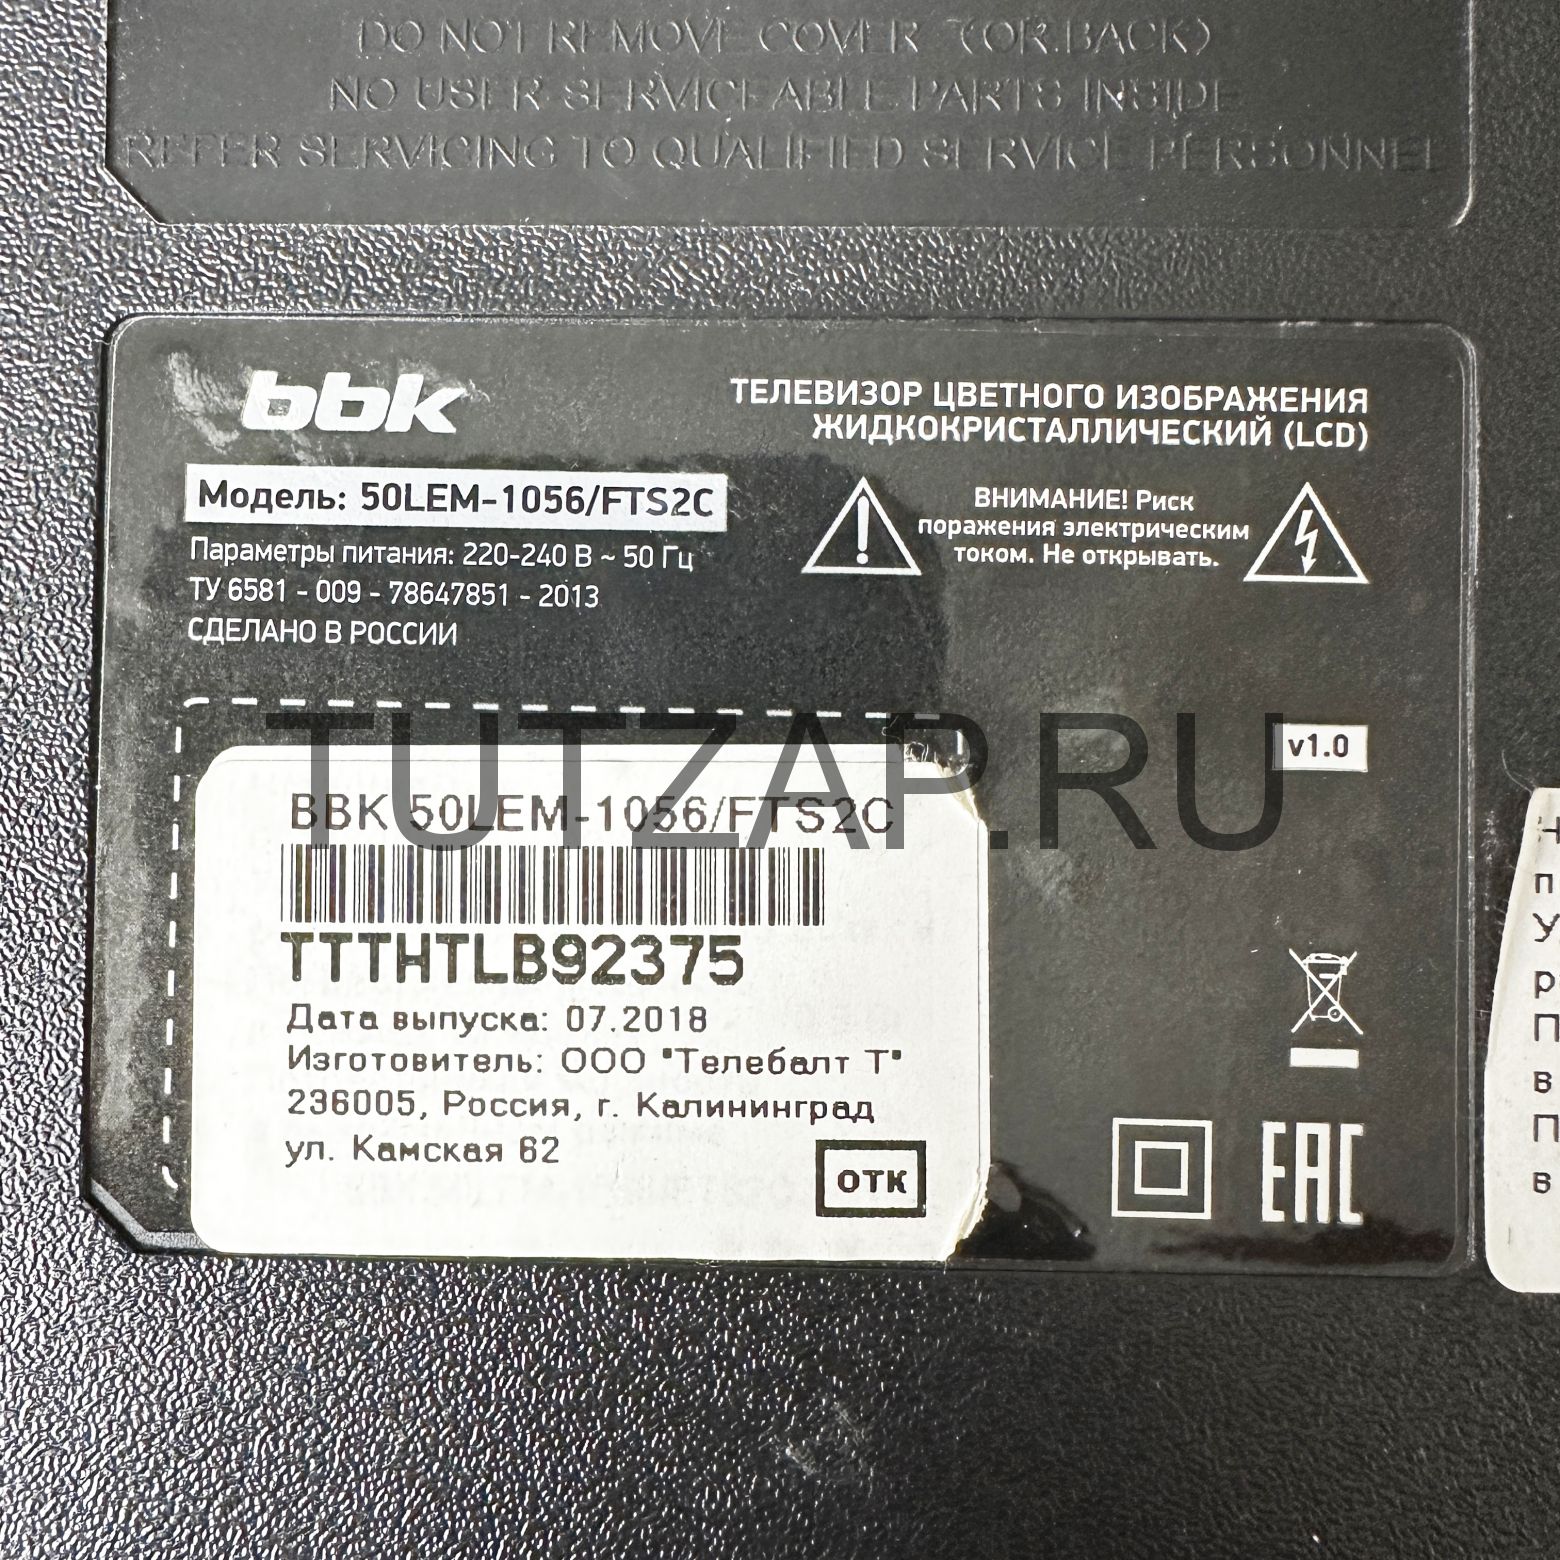 DO NOT REMOVE COVER (OR BACK)
NO USER SERVICEABLE PARTS INSIDE
REFER SERVICING TO QUALIFIED SERVICE PERSONNEL
bbk
ТЕЛЕВИЗОР ЦВЕТНОГО ИЗОБРАЖЕНИЯ
ЖИДКОКРИСТАЛЛИЧЕСКИЙ (LCD)
Модель: 50LEM-1056/FTS2C
Параметры питания: 220-240 В ~ 50 Гц
ТУ 6581 - 009 - 78647851 - 2013
СДЕЛАНО В РОССИИ
ВНИМАНИЕ! Риск
поражения электрическим
током. Не открывать.
TUTZAP.RU
v1.0
BBK 50LEM-1056/FTS2C
TTTHTLB92375
Дата выпуска: 07.2018
Изготовитель: ООО "Телебалт Т"
236005, Россия, г. Калининград
ул. Камская 62
ОТК
EAC